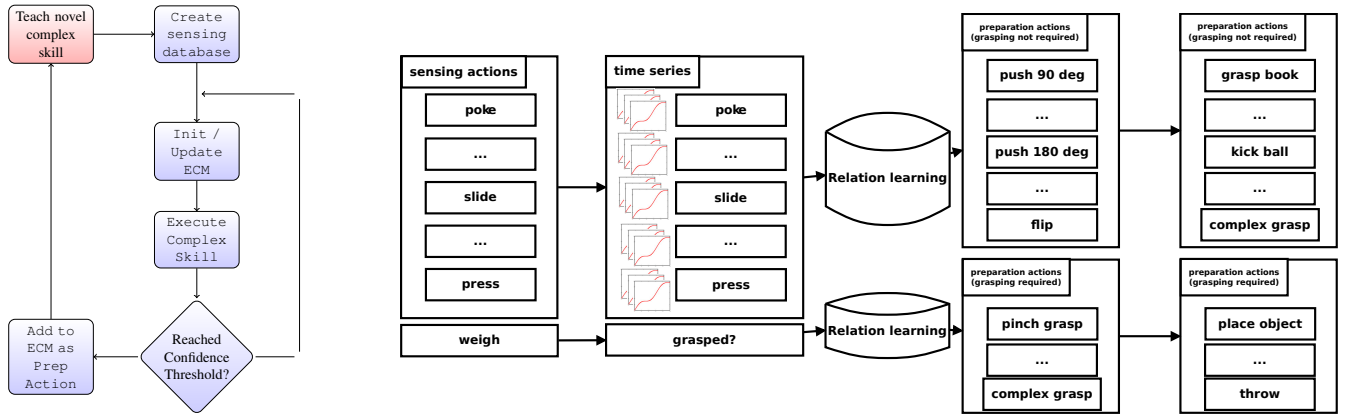 Teach novel
complex
skill
Create
sensing
database
Init /
Update
ECM
Execute
Complex
Skill
Reached
Confidence
Threshold?
Add to
ECM as
Prep
Action
sensing actions
poke
...
slide
...
press
weigh
time series
poke
...
slide
...
press
grasped?
Relation learning
Relation learning
preparation actions
(grasping not required)
push 90 deg
...
push 180 deg
...
flip
preparation actions
(grasping not required)
grasp book
...
kick ball
...
complex grasp
preparation actions
(grasping required)
pinch grasp
...
complex grasp
preparation actions
(grasping required)
place object
...
throw